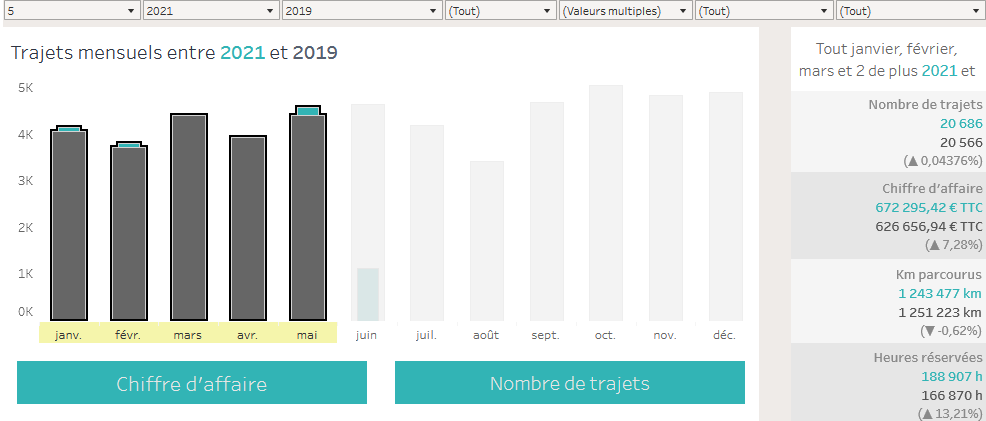 5 2021 2019 (Tout) (Valeurs multiples) (Tout) (Tout)
Trajets mensuels entre 2021 et 2019
5K
4K
3K
2K
1K
0K
janv. févr. mars avr. mai juin juil. août sept. oct. nov. déc.
Chiffre d'affaire Nombre de trajets
Tout janvier, février,
mars et 2 de plus 2021 et
Nombre de trajets
20 686
20 566
(▲ 0,04376%)
Chiffre d'affaire
672 295,42 € TTC
626 656,94 € TTC
(▲ 7,28%)
Km parcourus
1 243 477 km
1 251 223 km
(▼ -0,62%)
Heures réservées
188 907 h
166 870 h
(▲ 13,21%)